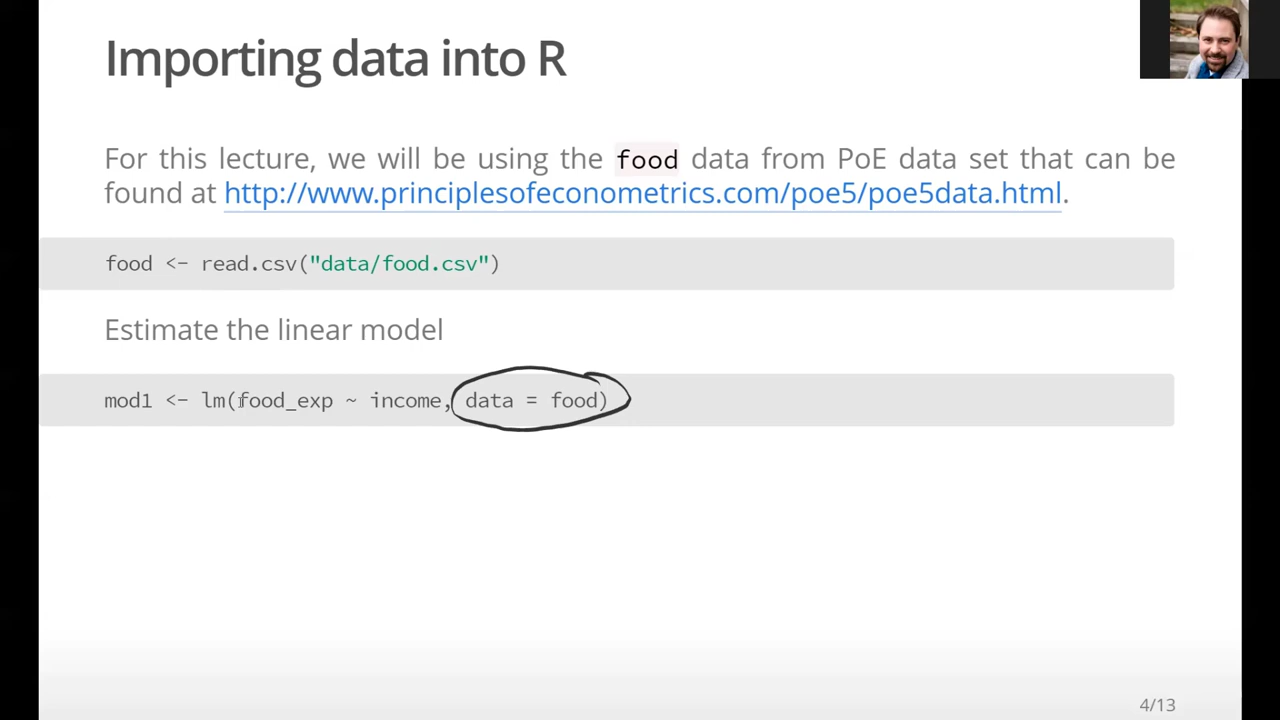 Importing data into R
For this lecture, we will be using the food data from PoE data set that can be
found at http://www.principlesofeconometrics.com/poe5/poe5data.html.
food <- read.csv("data/food.csv")
Estimate the linear model
mod1 <- lm(food_exp ~ income, data = food)
4/13